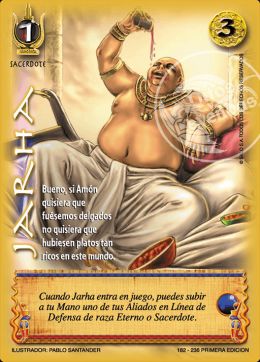 1
3
SACERDOTE
JARHA
Bueno, si Amón
quisiera que
fuésemos delgados
no quisiera que
hubiesen platos tan
ricos en este mundo.
Cuando Jarha entra en juego, puedes subir
a tu Mano uno de tus Aliados en Línea de
Defensa de raza Eterno o Sacerdote.
ILUSTRADOR: PABLO SANTANDER
182 - 236 PRIMERA EDICION